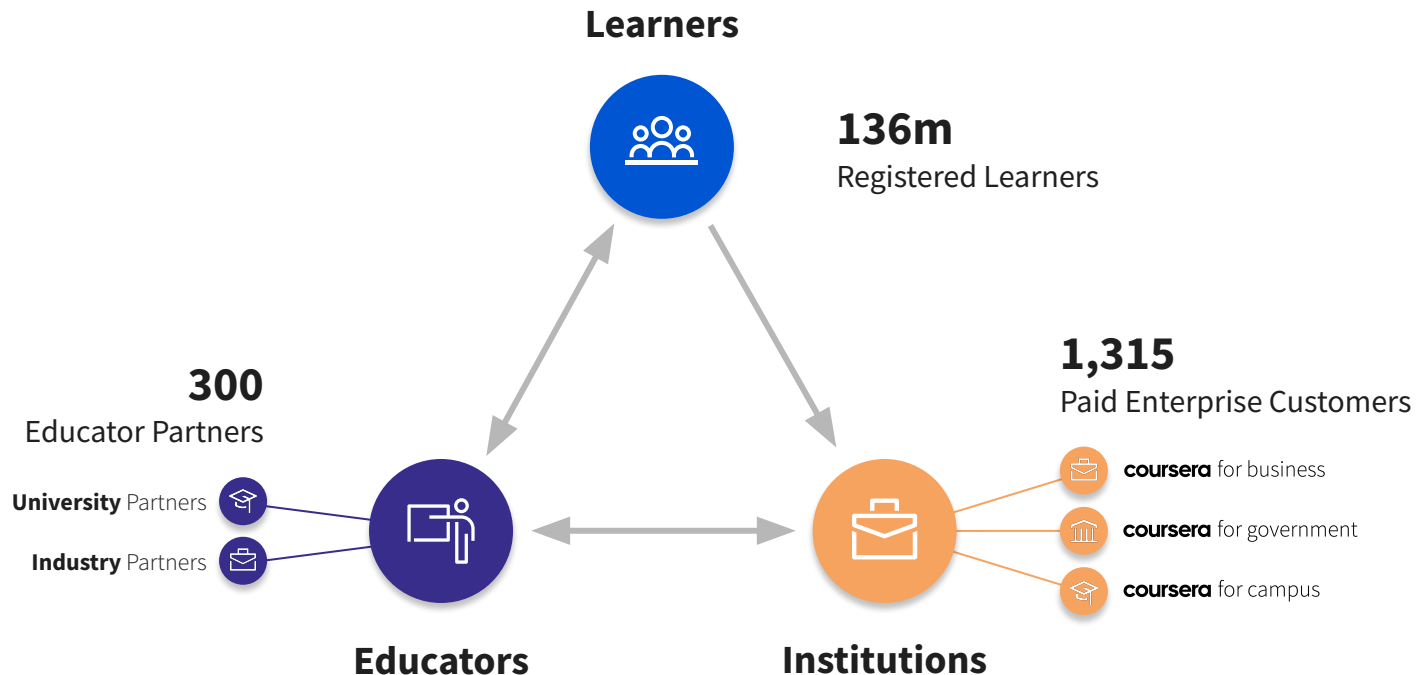 Learners
136m
Registered Learners
300
Educator Partners
University Partners
Industry Partners
Educators
1,315
Paid Enterprise Customers
coursera for business
coursera for government
coursera for campus
Institutions